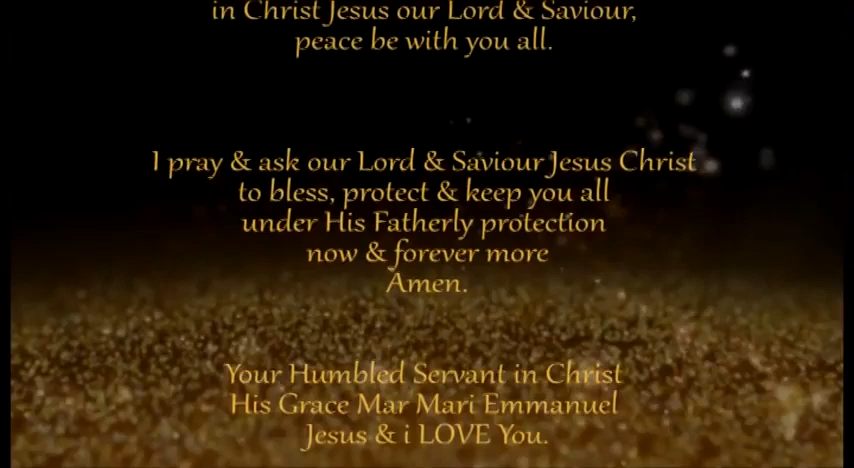 in Christ Jesus our Lord & Saviour,
peace be with you all.
I pray & ask our Lord & Saviour Jesus Christ
to bless, protect & keep you all
under His Fatherly protection
now & forever more
Amen.
Your Humbled Servant in Christ
His Grace Mar Mari Emmanuel
Jesus & i LOVE You.